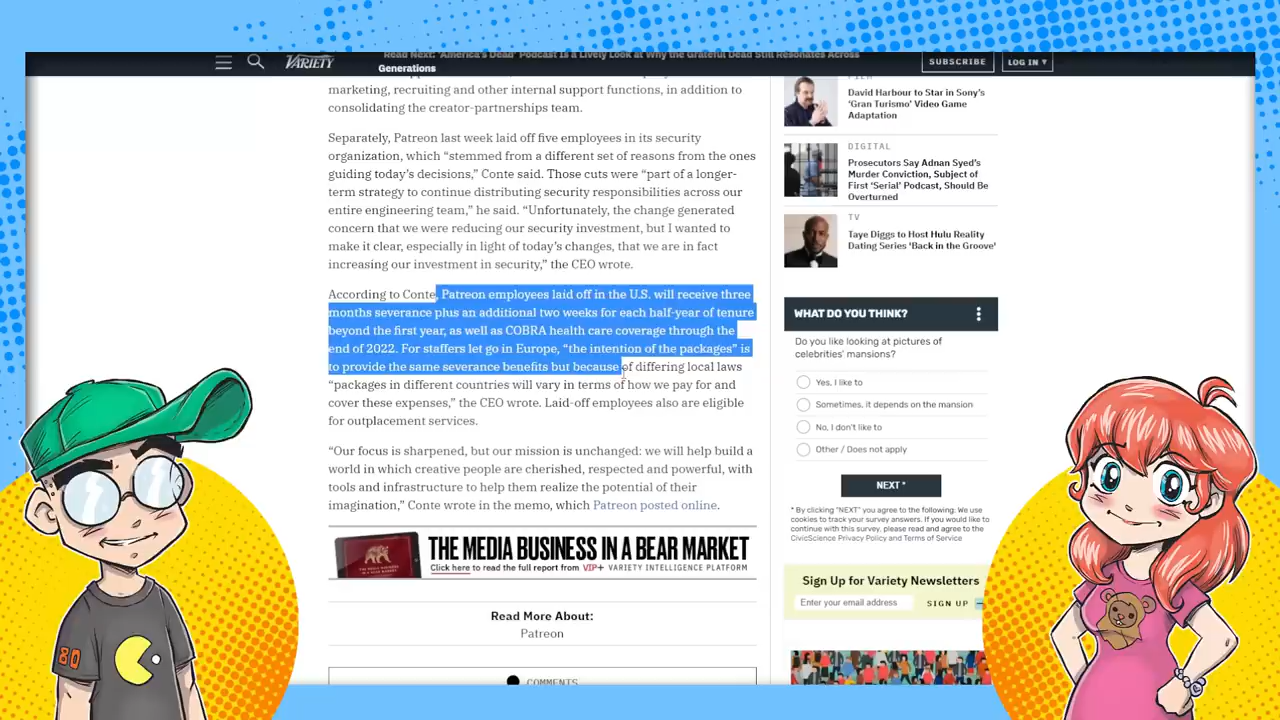 Read Next: ‘America’s Dead’ Podcast Is a Lively Look at Why the Grateful Dead Still Resonates Across
Generations
VARIETY
SUBSCRIBE
LOG IN ▾
marketing, recruiting and other internal support functions, in addition to
consolidating the creator-partnerships team.
Separately, Patreon last week laid off five employees in its security
organization, which “stemmed from a different set of reasons from the ones
guiding today’s decisions,” Conte said. Those cuts were “part of a longer-
term strategy to continue distributing security responsibilities across our
entire engineering team,” he said. “Unfortunately, the change generated
concern that we were reducing our security investment, but I wanted to
make it clear, especially in light of today’s changes, that we are in fact
increasing our investment in security,” the CEO wrote.
According to Conte, Patreon employees laid off in the U.S. will receive three
months severance plus an additional two weeks for each half-year of tenure
beyond the first year, as well as COBRA health care coverage through the
end of 2022. For staffers let go in Europe, “the intention of the packages” is
to provide the same severance benefits but because of differing local laws
“packages in different countries will vary in terms of how we pay for and
cover these expenses,” the CEO wrote. Laid-off employees also are eligible
for outplacement services.
“Our focus is sharpened, but our mission is unchanged: we will help build a
world in which creative people are cherished, respected and powerful, with
tools and infrastructure to help them realize the potential of their
imagination,” Conte wrote in the memo, which Patreon posted online.
THE MEDIA BUSINESS IN A BEAR MARKET
Click here to read the full report from VIP+ VARIETY INTELLIGENCE PLATFORM
Read More About:
Patreon
COMMENTS
FILM
David Harbour to Star in Sony’s
‘Gran Turismo’ Video Game
Adaptation
DIGITAL
Prosecutors Say Adnan Syed’s
Murder Conviction, Subject of
First ‘Serial’ Podcast, Should Be
Overturned
TV
Taye Diggs to Host Hulu Reality
Dating Series ‘Back in the Groove’
WHAT DO YOU THINK?
Do you like looking at pictures of
celebrities' mansions?
Yes, I like to
Sometimes, it depends on the mansion
No, I don't like to
Other / Does not apply
NEXT *
* By clicking "NEXT" you agree to the following: We use
cookies to track your survey answers. If you would like to
continue with this survey, please read and agree to the
CivicScience Privacy Policy and Terms of Service
Sign Up for Variety Newsletters
Enter your email address
SIGN UP
80